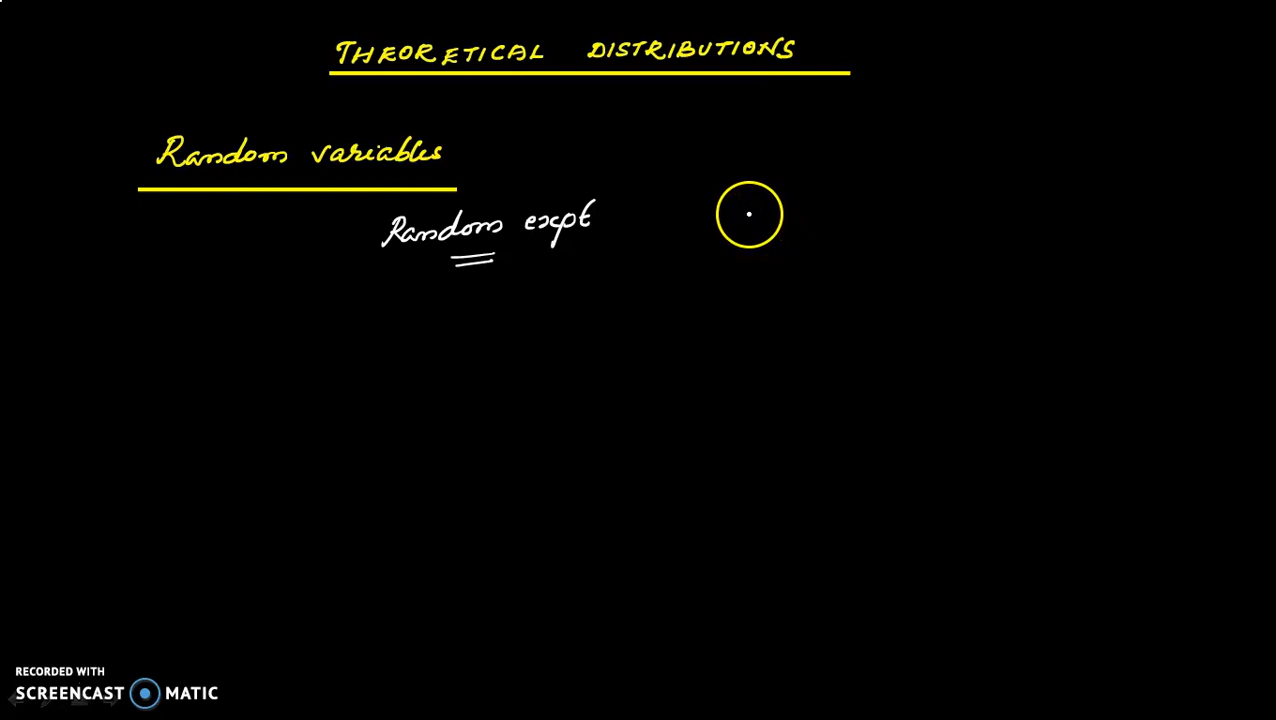 THEORETICAL DISTRIBUTIONS
Random variables
Random expt
RECORDED WITH
SCREENCAST MATIC